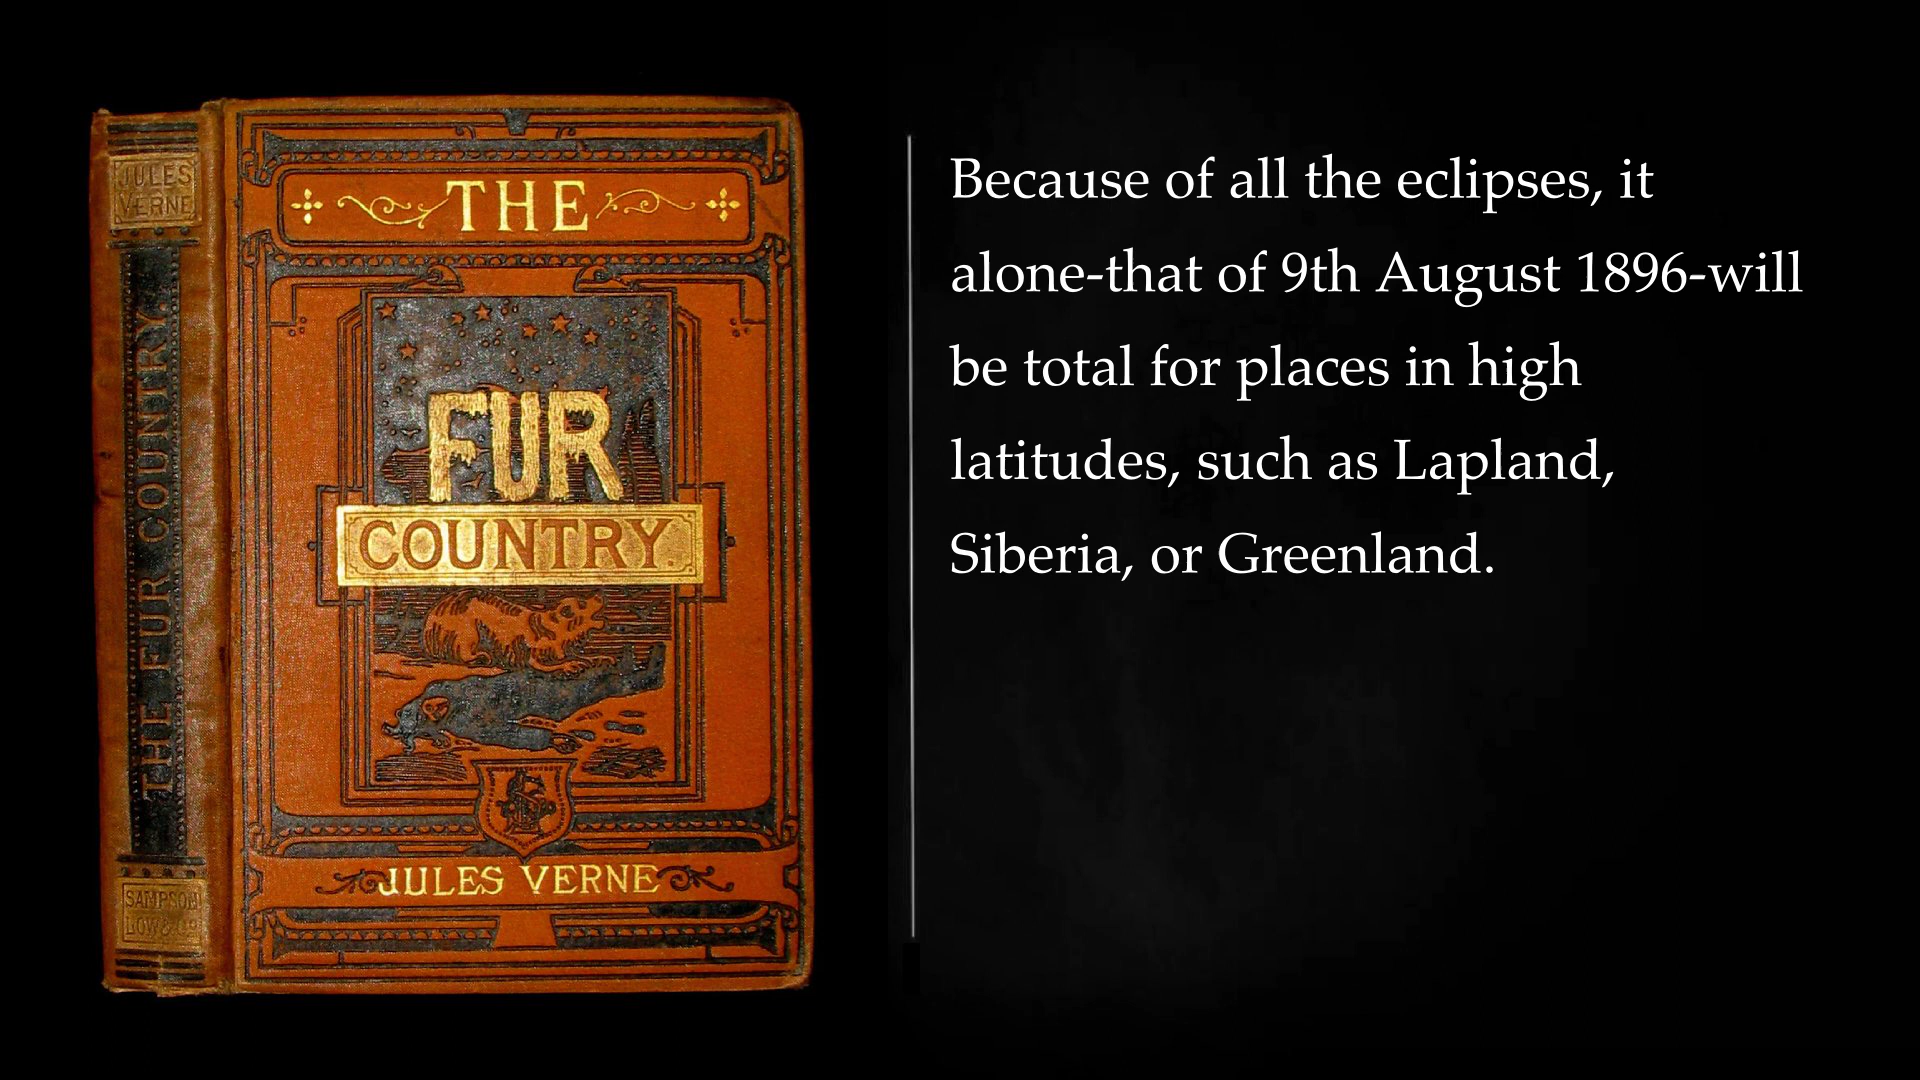 JULES
VERNE
THE FUR COUNTRY.
SAMPSON
LOW & Co
THE
FUR
COUNTRY.
JULES VERNE
Because of all the eclipses, it
alone-that of 9th August 1896-will
be total for places in high
latitudes, such as Lapland,
Siberia, or Greenland.